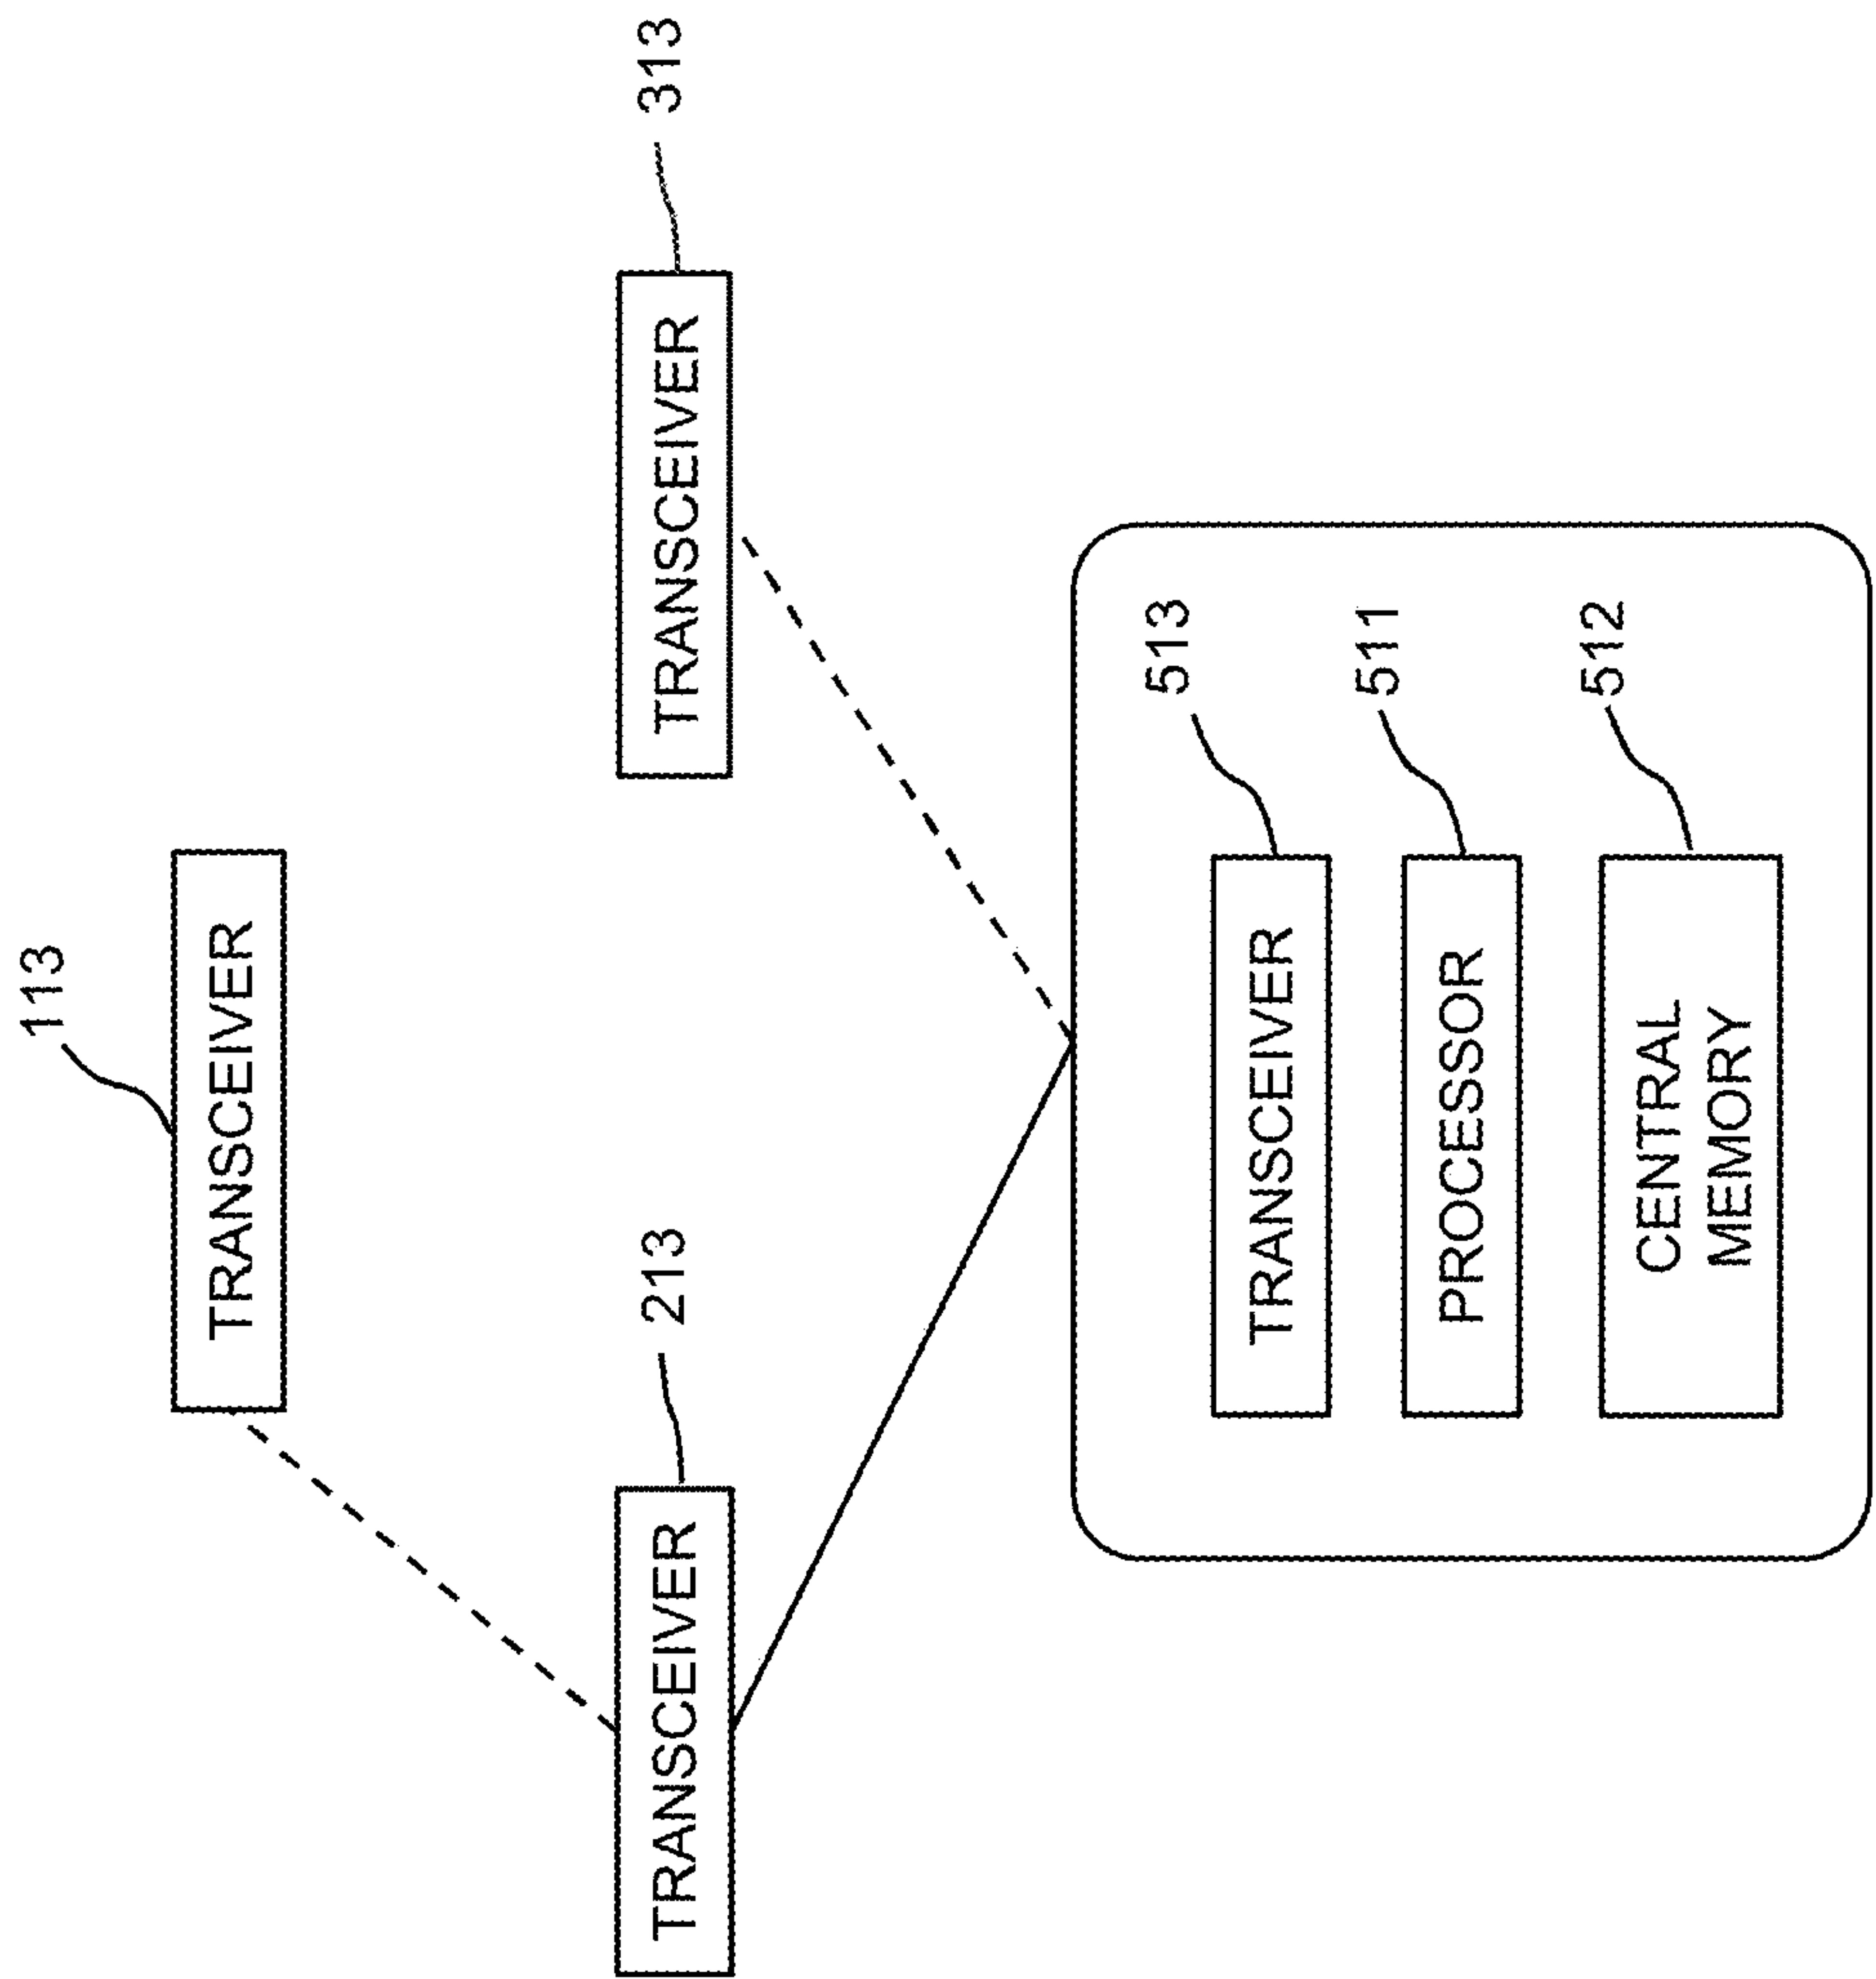 113
TRANSCEIVER
213
TRANSCEIVER
313
TRANSCEIVER
513
TRANSCEIVER
511
PROCESSOR
512
CENTRAL
MEMORY